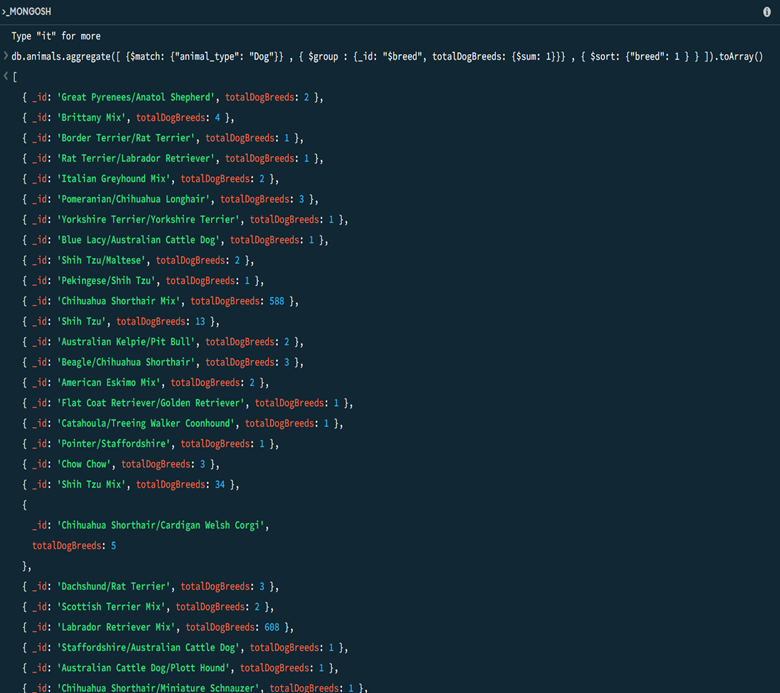 >_MONGOSH
Type "it" for more
> db.animals.aggregate([ {$match: {"animal_type": "Dog"}} , { $group : {_id: "$breed", totalDogBreeds: {$sum: 1}}} , { $sort: {"breed": 1 } } ]).toArray()
< [
{ _id: 'Great Pyrenees/Anatol Shepherd', totalDogBreeds: 2 },
{ _id: 'Brittany Mix', totalDogBreeds: 4 },
{ _id: 'Border Terrier/Rat Terrier', totalDogBreeds: 1 },
{ _id: 'Rat Terrier/Labrador Retriever', totalDogBreeds: 1 },
{ _id: 'Italian Greyhound Mix', totalDogBreeds: 2 },
{ _id: 'Pomeranian/Chihuahua Longhair', totalDogBreeds: 3 },
{ _id: 'Yorkshire Terrier/Yorkshire Terrier', totalDogBreeds: 1 },
{ _id: 'Blue Lacy/Australian Cattle Dog', totalDogBreeds: 1 },
{ _id: 'Shih Tzu/Maltese', totalDogBreeds: 2 },
{ _id: 'Pekingese/Shih Tzu', totalDogBreeds: 1 },
{ _id: 'Chihuahua Shorthair Mix', totalDogBreeds: 588 },
{ _id: 'Shih Tzu', totalDogBreeds: 13 },
{ _id: 'Australian Kelpie/Pit Bull', totalDogBreeds: 2 },
{ _id: 'Beagle/Chihuahua Shorthair', totalDogBreeds: 3 },
{ _id: 'American Eskimo Mix', totalDogBreeds: 2 },
{ _id: 'Flat Coat Retriever/Golden Retriever', totalDogBreeds: 1 },
{ _id: 'Catahoula/Treeing Walker Coonhound', totalDogBreeds: 1 },
{ _id: 'Pointer/Staffordshire', totalDogBreeds: 1 },
{ _id: 'Chow Chow', totalDogBreeds: 3 },
{ _id: 'Shih Tzu Mix', totalDogBreeds: 34 },
{
_id: 'Chihuahua Shorthair/Cardigan Welsh Corgi',
totalDogBreeds: 5
},
{ _id: 'Dachshund/Rat Terrier', totalDogBreeds: 3 },
{ _id: 'Scottish Terrier Mix', totalDogBreeds: 2 },
{ _id: 'Labrador Retriever Mix', totalDogBreeds: 608 },
{ _id: 'Staffordshire/Australian Cattle Dog', totalDogBreeds: 1 },
{ _id: 'Australian Cattle Dog/Plott Hound', totalDogBreeds: 1 },
{ _id: 'Chihuahua Shorthair/Miniature Schnauzer', totalDogBreeds: 1 },